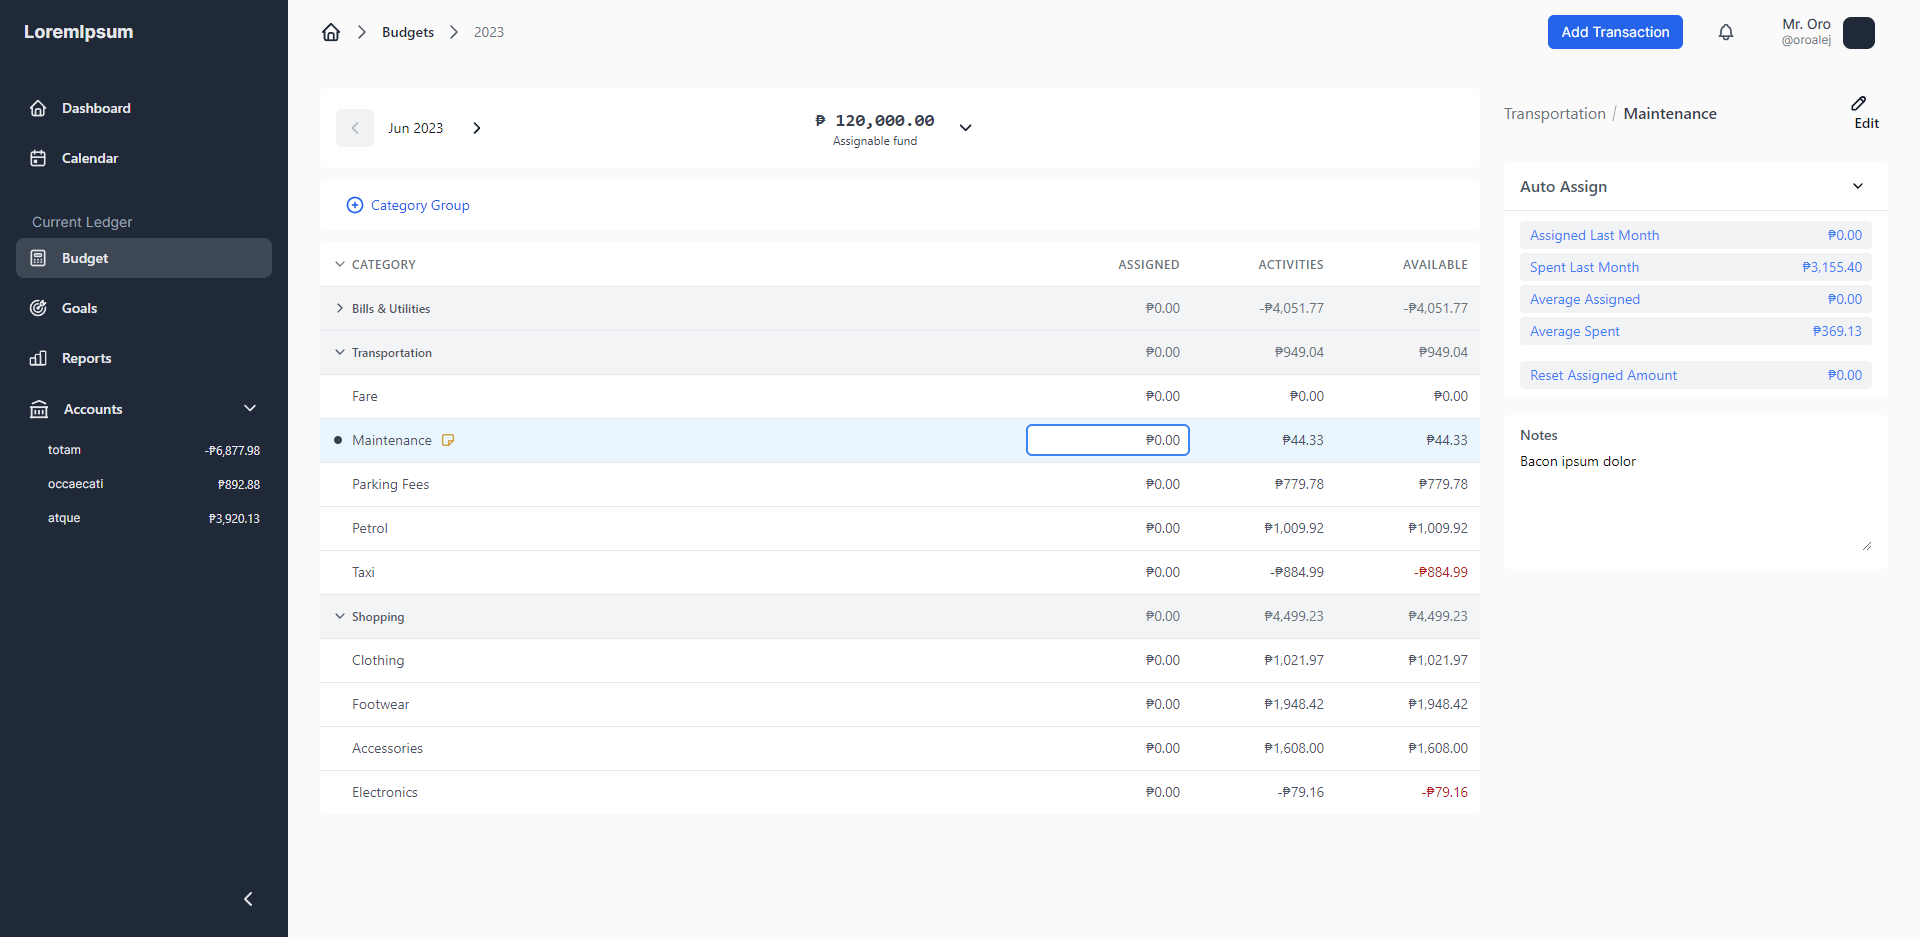 LoremIpsum
Dashboard
Calendar
Current Ledger
Budget
Goals
Reports
Accounts
totam -₱6,877.98
occaecati ₱892.88
atque ₱3,920.13
Budgets 2023
Add Transaction
Mr. Oro
@oroalej
Jun 2023
₱ 120,000.00
Assignable fund
Category Group
CATEGORY ASSIGNED ACTIVITIES AVAILABLE
Bills & Utilities ₱0.00 -₱4,051.77 -₱4,051.77
Transportation ₱0.00 ₱949.04 ₱949.04
Fare ₱0.00 ₱0.00 ₱0.00
Maintenance ₱0.00 ₱44.33 ₱44.33
Parking Fees ₱0.00 ₱779.78 ₱779.78
Petrol ₱0.00 ₱1,009.92 ₱1,009.92
Taxi ₱0.00 -₱884.99 -₱884.99
Shopping ₱0.00 ₱4,499.23 ₱4,499.23
Clothing ₱0.00 ₱1,021.97 ₱1,021.97
Footwear ₱0.00 ₱1,948.42 ₱1,948.42
Accessories ₱0.00 ₱1,608.00 ₱1,608.00
Electronics ₱0.00 -₱79.16 -₱79.16
Transportation / Maintenance
Edit
Auto Assign
Assigned Last Month ₱0.00
Spent Last Month ₱3,155.40
Average Assigned ₱0.00
Average Spent ₱369.13
Reset Assigned Amount ₱0.00
Notes
Bacon ipsum dolor